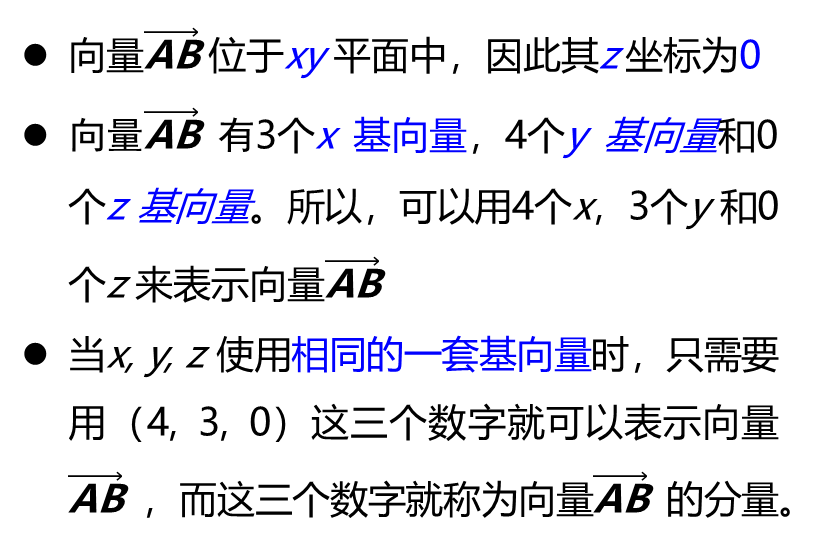 ● 向量AB位于xy平面中，因此其z坐标为0
● 向量AB 有3个x 基向量，4个y 基向量和0
个z 基向量。所以，可以用4个x，3个y 和0
个z 来表示向量AB
● 当x, y, z 使用相同的一套基向量时，只需要
用（4，3，0）这三个数字就可以表示向量
AB ，而这三个数字就称为向量AB 的分量。